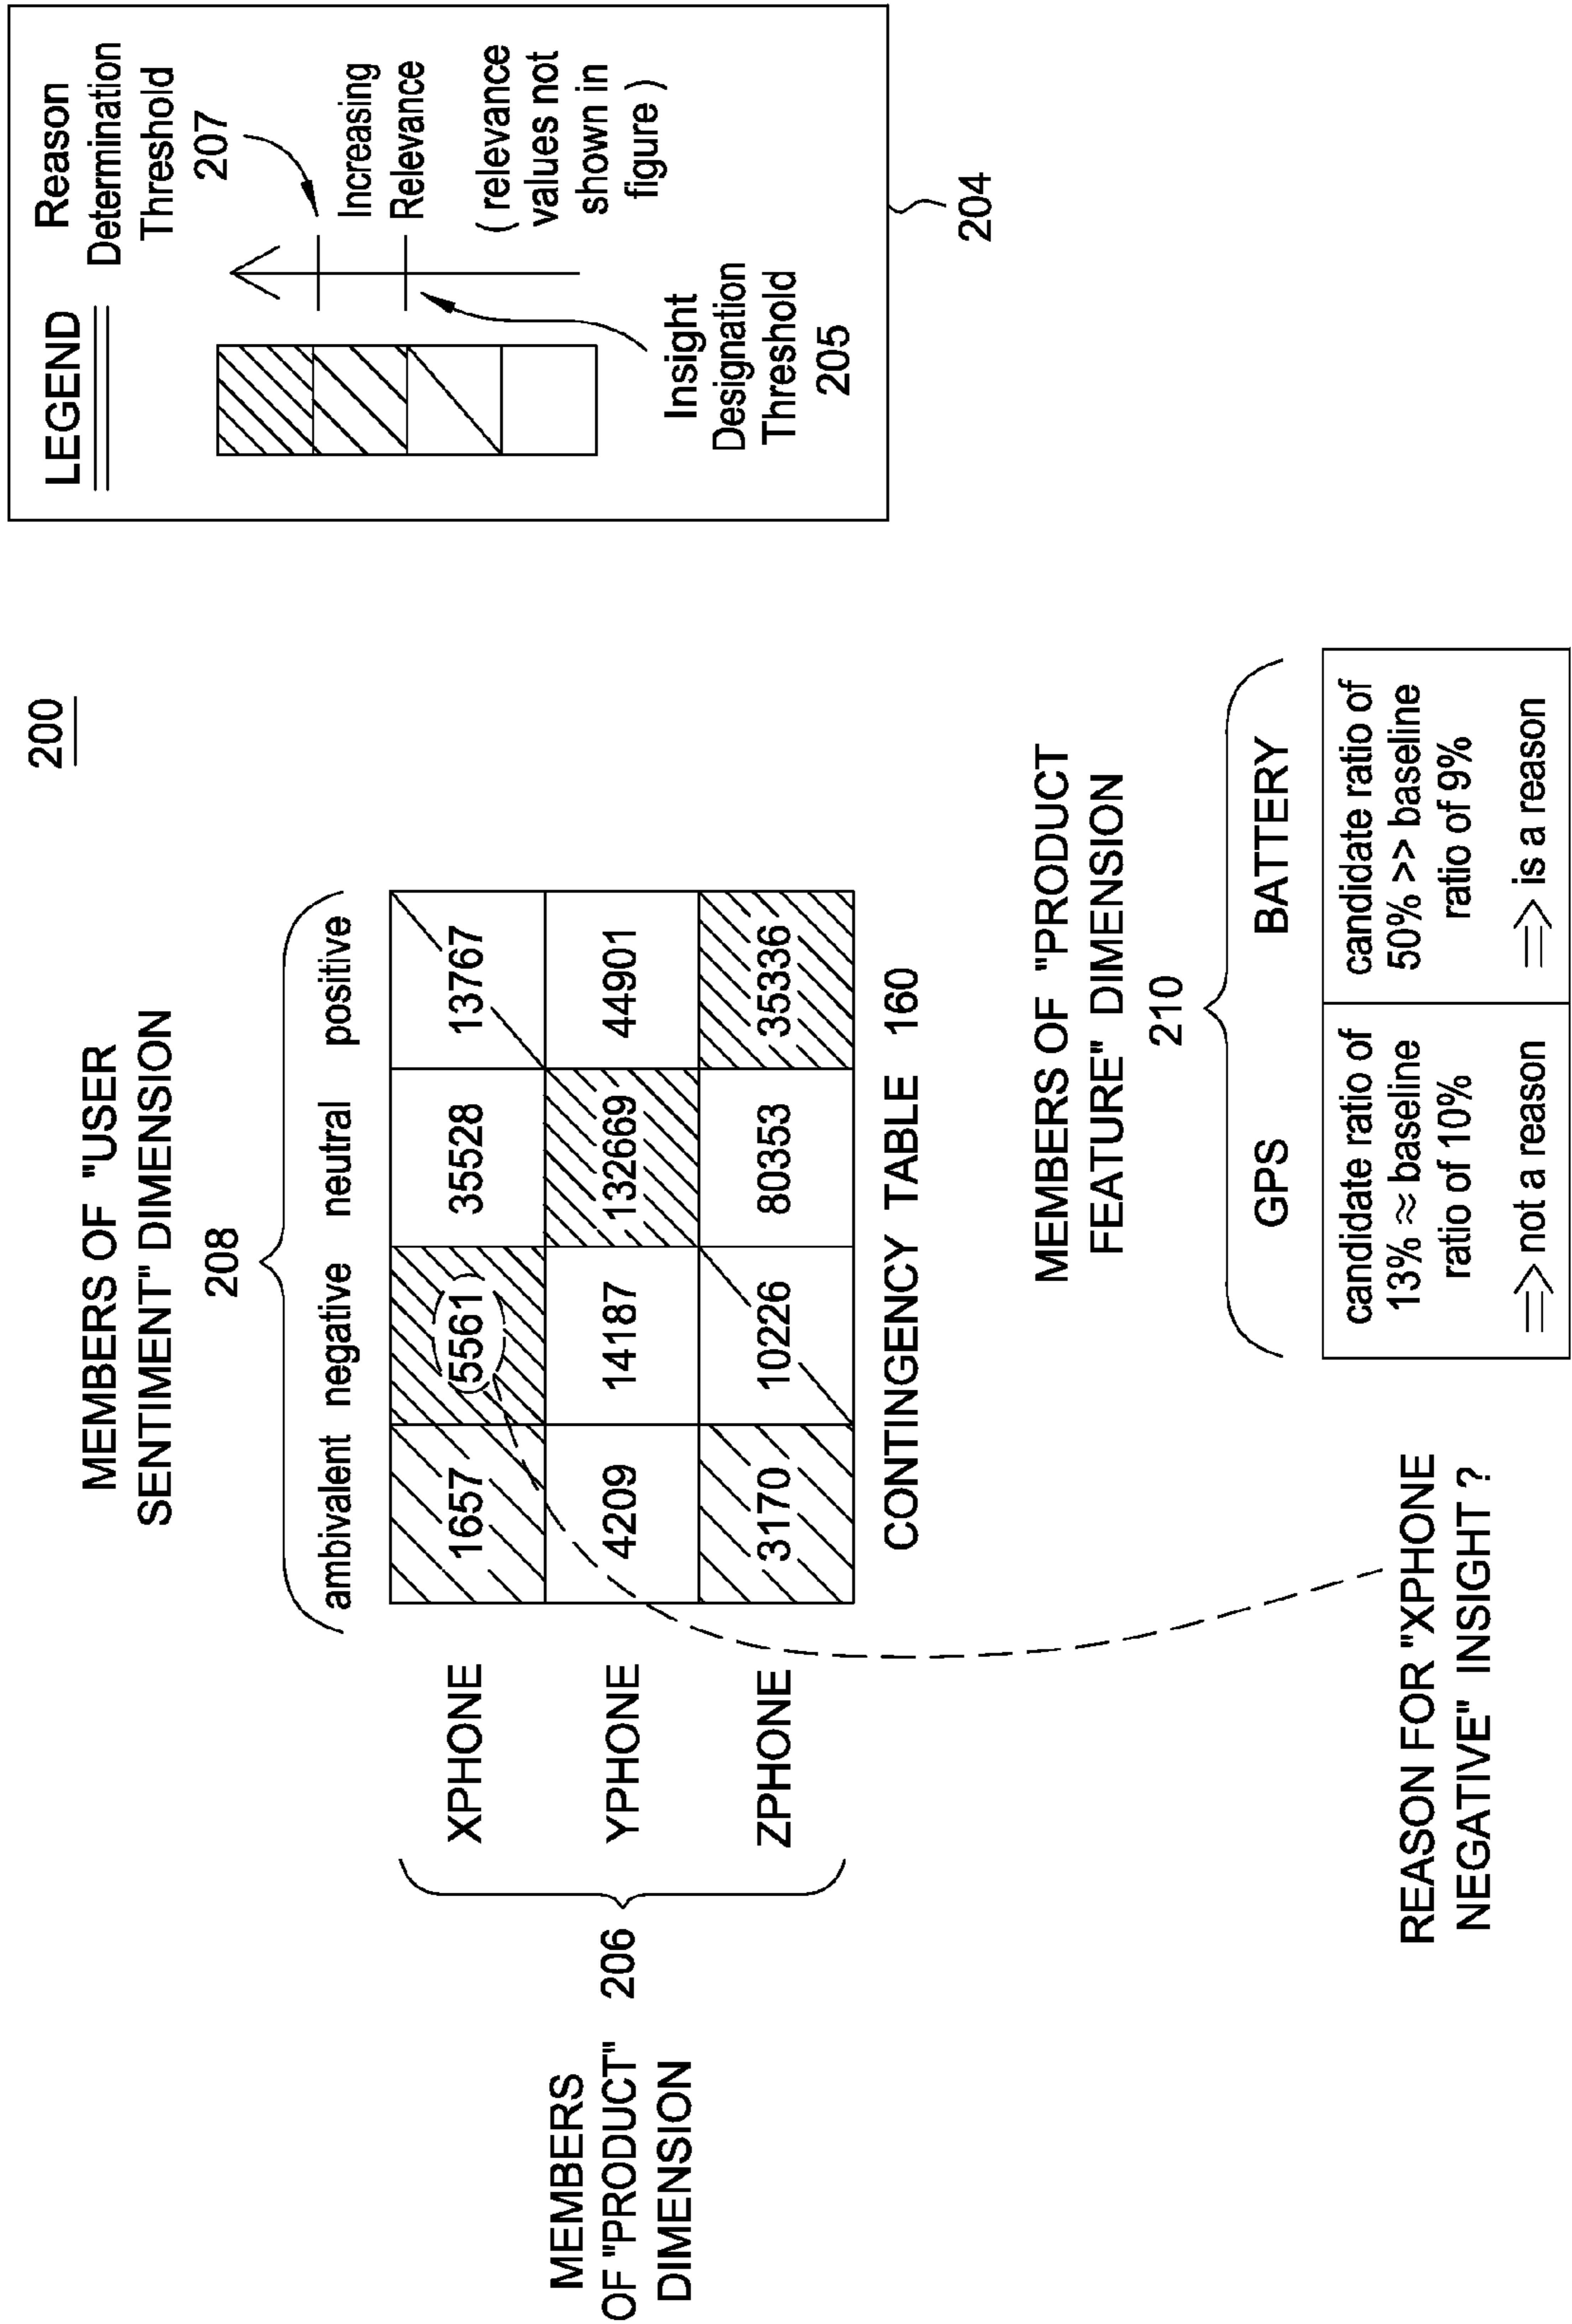 200
MEMBERS OF "USER
SENTIMENT" DIMENSION
208
ambivalent negative neutral positive
MEMBERS
OF "PRODUCT" 206
DIMENSION
XPHONE 1657 5561 35528 13767
YPHONE 4209 14187 132669 44901
ZPHONE 3170 10226 80353 35336
CONTINGENCY TABLE 160
LEGEND
Reason
Determination
Threshold
207
Increasing
Relevance
( relevance
values not
shown in
figure )
Insight
Designation
Threshold
205
204
MEMBERS OF "PRODUCT
FEATURE" DIMENSION
210
GPS BATTERY
REASON FOR "XPHONE
NEGATIVE" INSIGHT ?
candidate ratio of
13% ≈ baseline
ratio of 10%
⇒ not a reason
candidate ratio of
50% >> baseline
ratio of 9%
⇒ is a reason